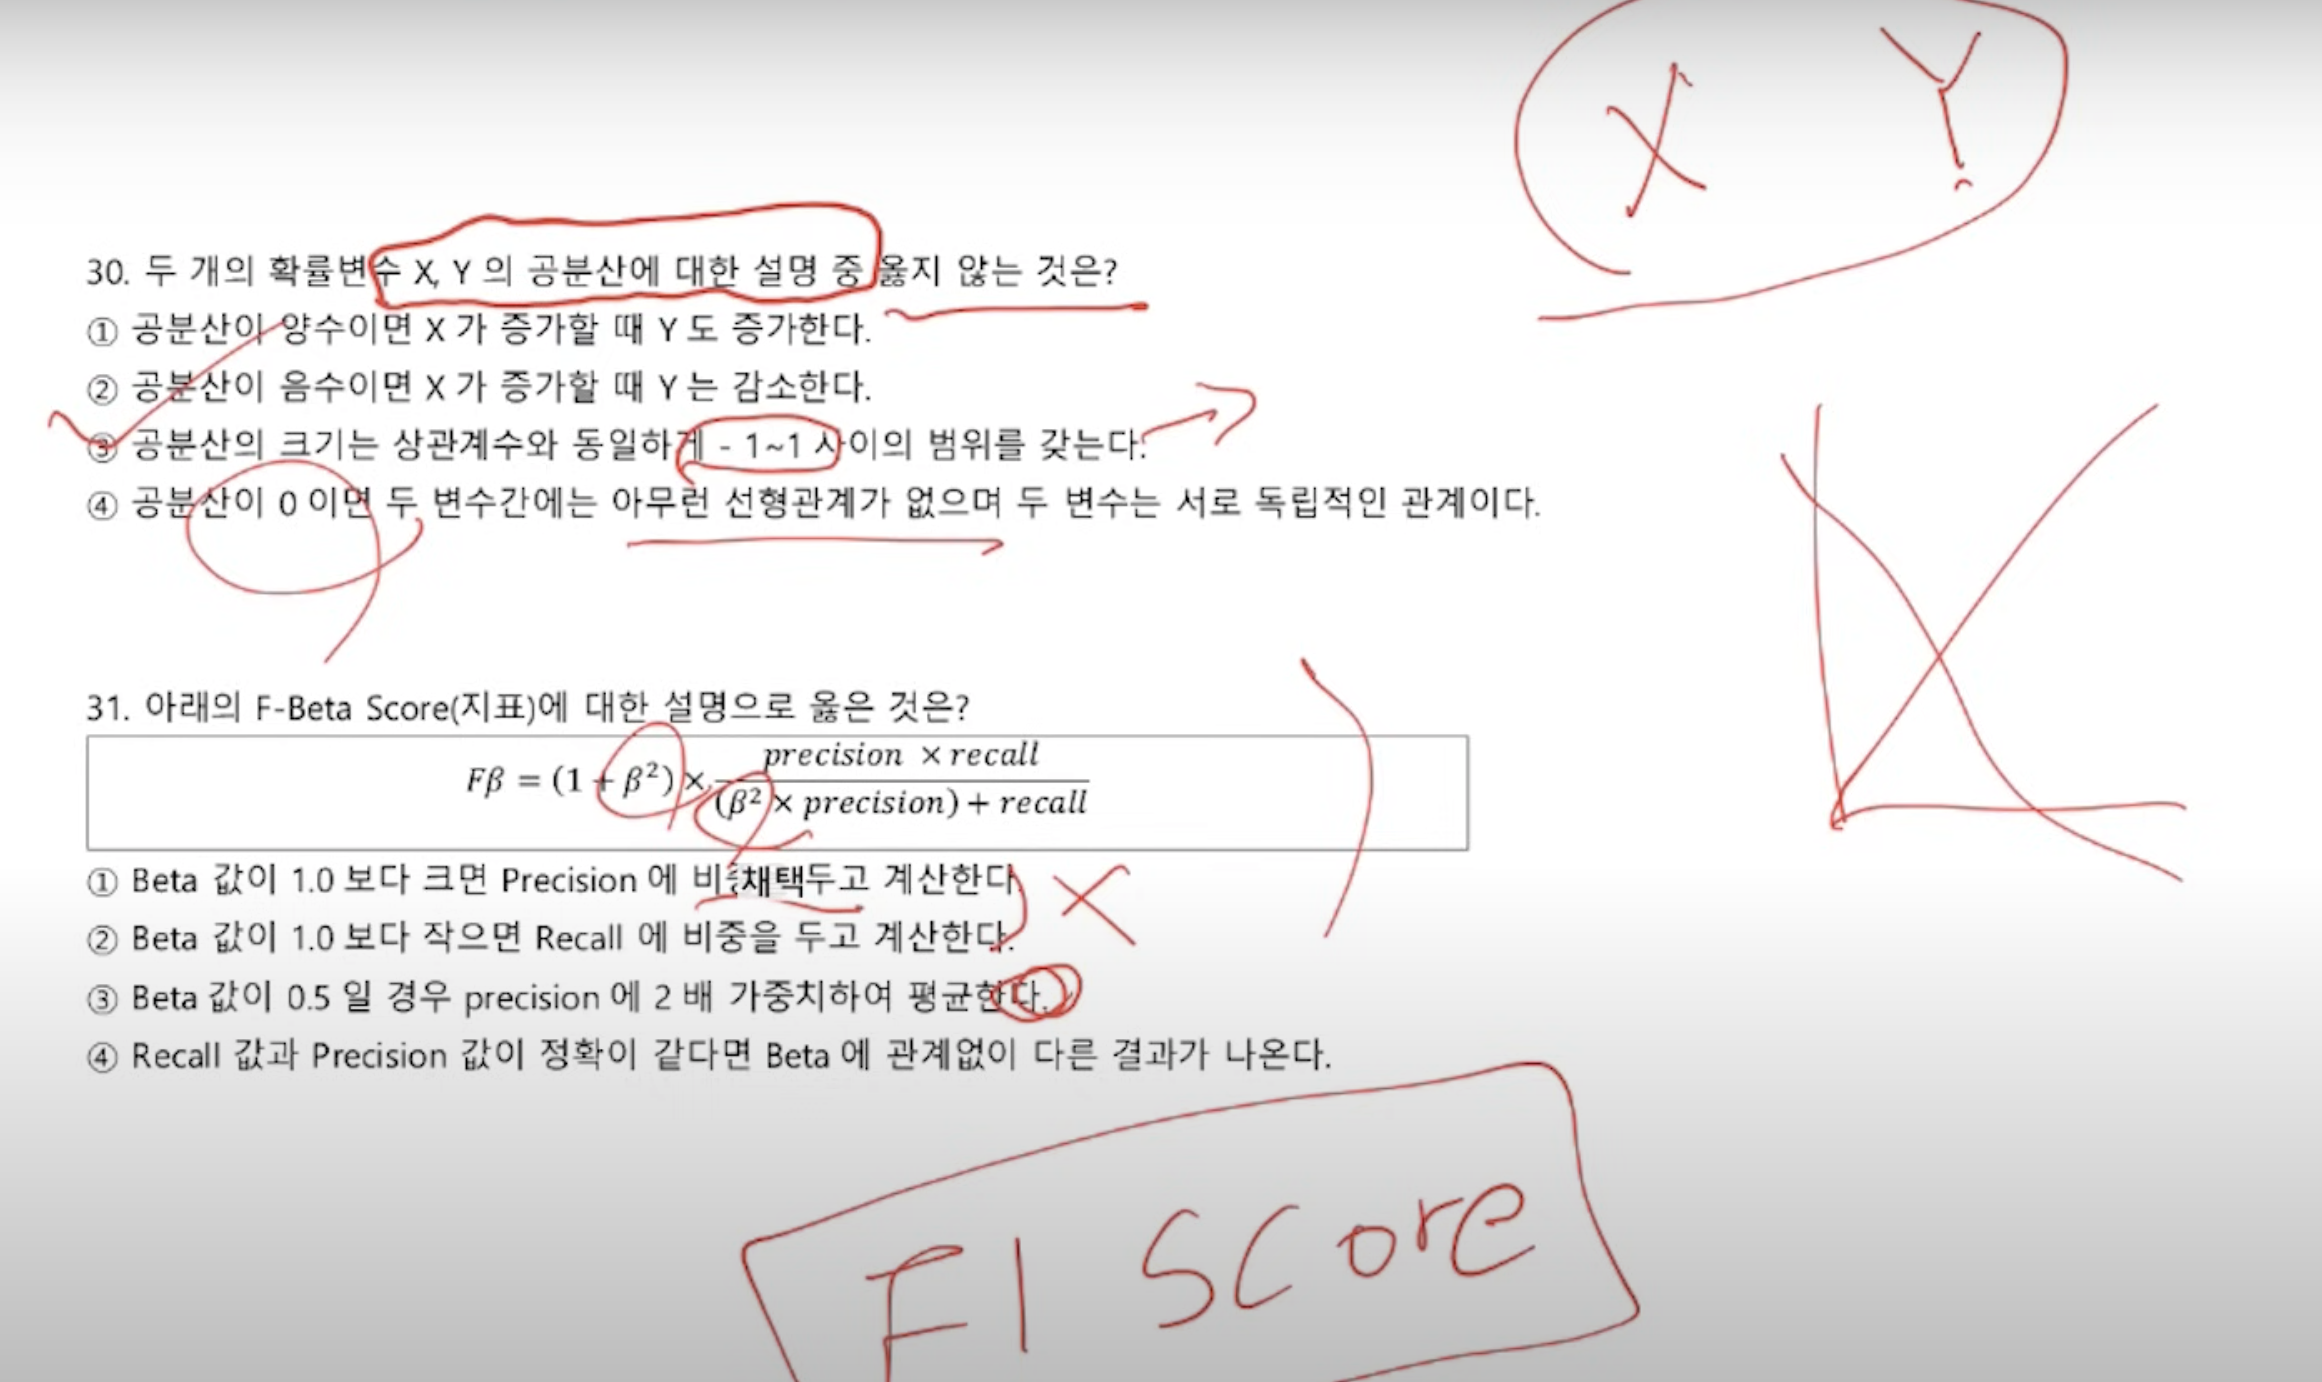 X Y
30. 두 개의 확률변수 X, Y 의 공분산에 대한 설명 중 옳지 않는 것은?
① 공분산이 양수이면 X 가 증가할 때 Y 도 증가한다.
② 공분산이 음수이면 X 가 증가할 때 Y 는 감소한다.
③ 공분산의 크기는 상관계수와 동일하게 - 1~1 사이의 범위를 갖는다.
④ 공분산이 0 이면 두 변수간에는 아무런 선형관계가 없으며 두 변수는 서로 독립적인 관계이다.
31. 아래의 F-Beta Score(지표)에 대한 설명으로 옳은 것은?
Fβ = (1 + β²) × precision × recall / (β² × precision) + recall
① Beta 값이 1.0 보다 크면 Precision 에 채택두고 계산한다.
② Beta 값이 1.0 보다 작으면 Recall 에 비중을 두고 계산한다.
③ Beta 값이 0.5 일 경우 precision 에 2 배 가중치하여 평균한다.
④ Recall 값과 Precision 값이 정확이 같다면 Beta 에 관계없이 다른 결과가 나온다.
F1 Score